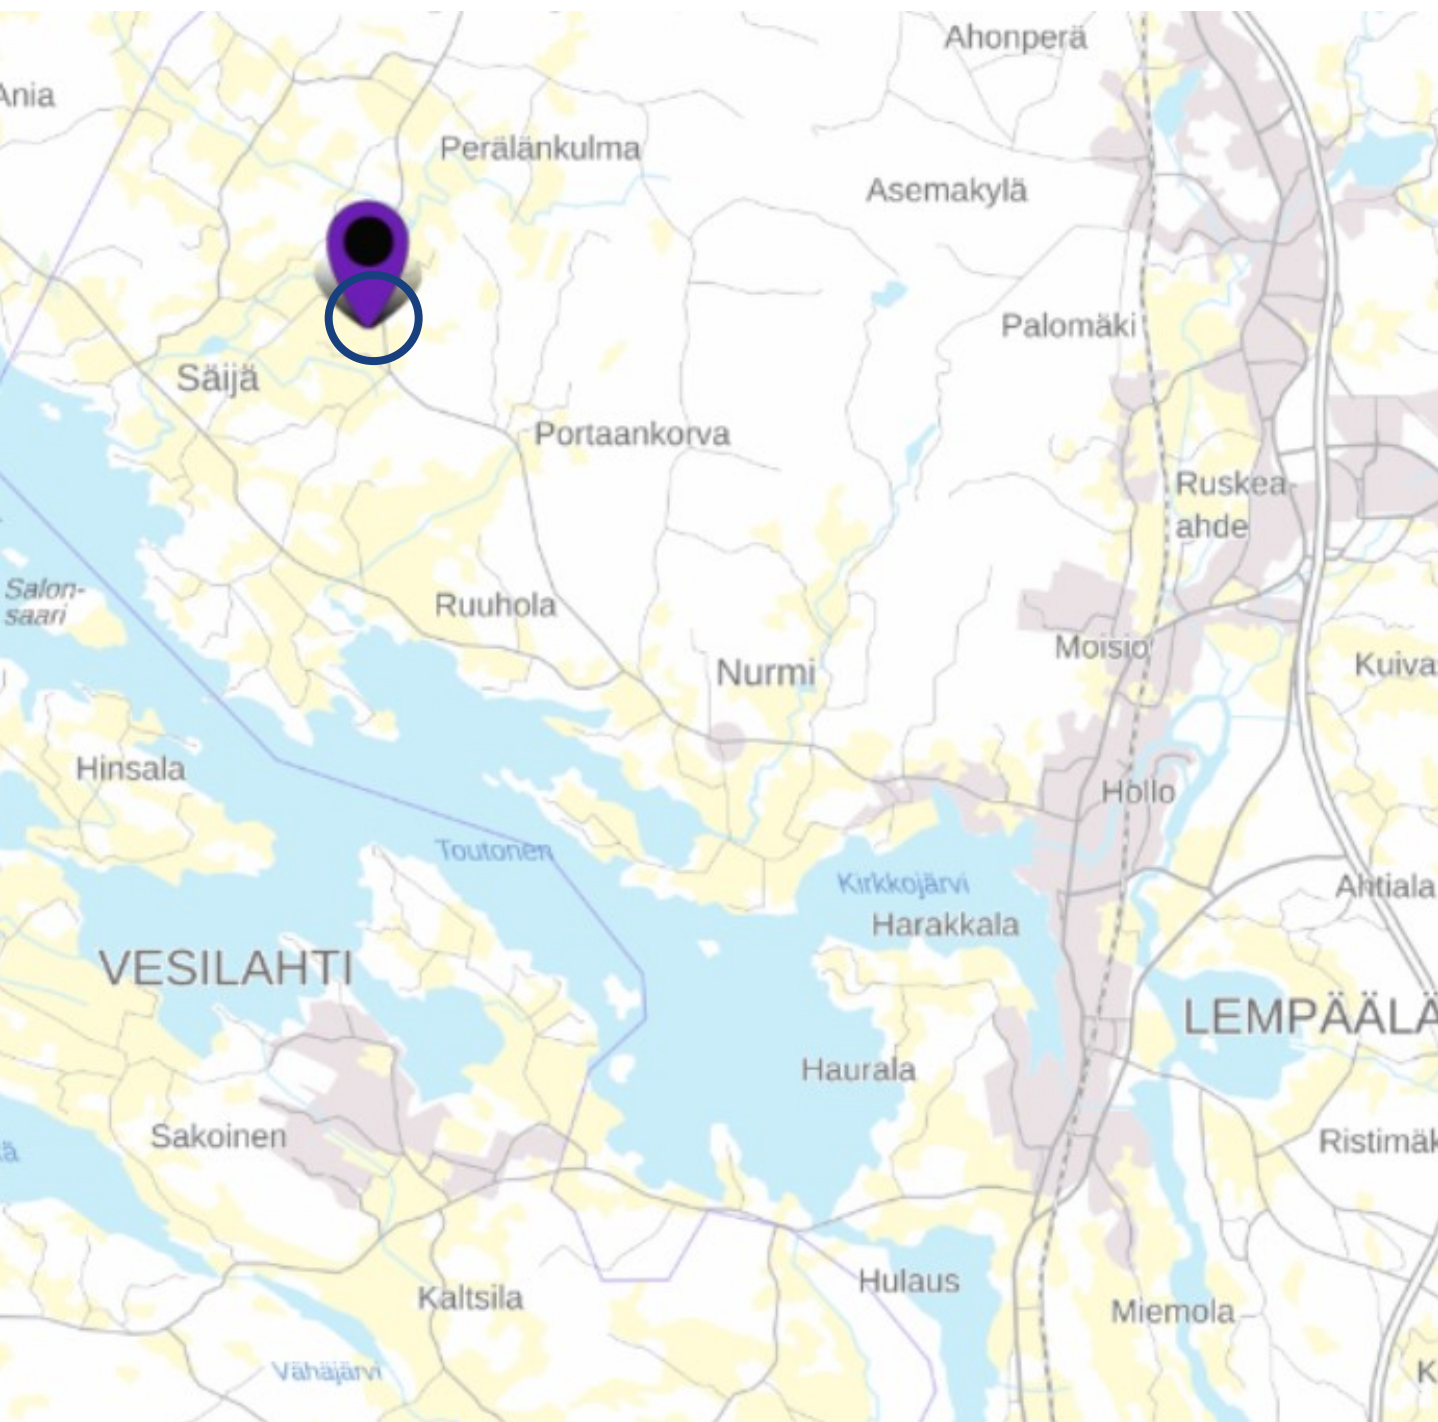 Ahonperä
Ania
Perälänkulma
Asemakylä
Palomäki
Säijä
Portaankorva
Ruskea-
ahde
Salon-
saari
Ruuhola
Moisio
Kuiva
Nurmi
Hinsala
Hollo
Toutonen
Kirkkojärvi
Ahtiala
Harakkala
VESILAHTI
LEMPÄÄLÄ
Haurala
Sakoinen
Ristimäk
ä
Hulaus
Kaltsila
Miemola
Vähäjärvi
K